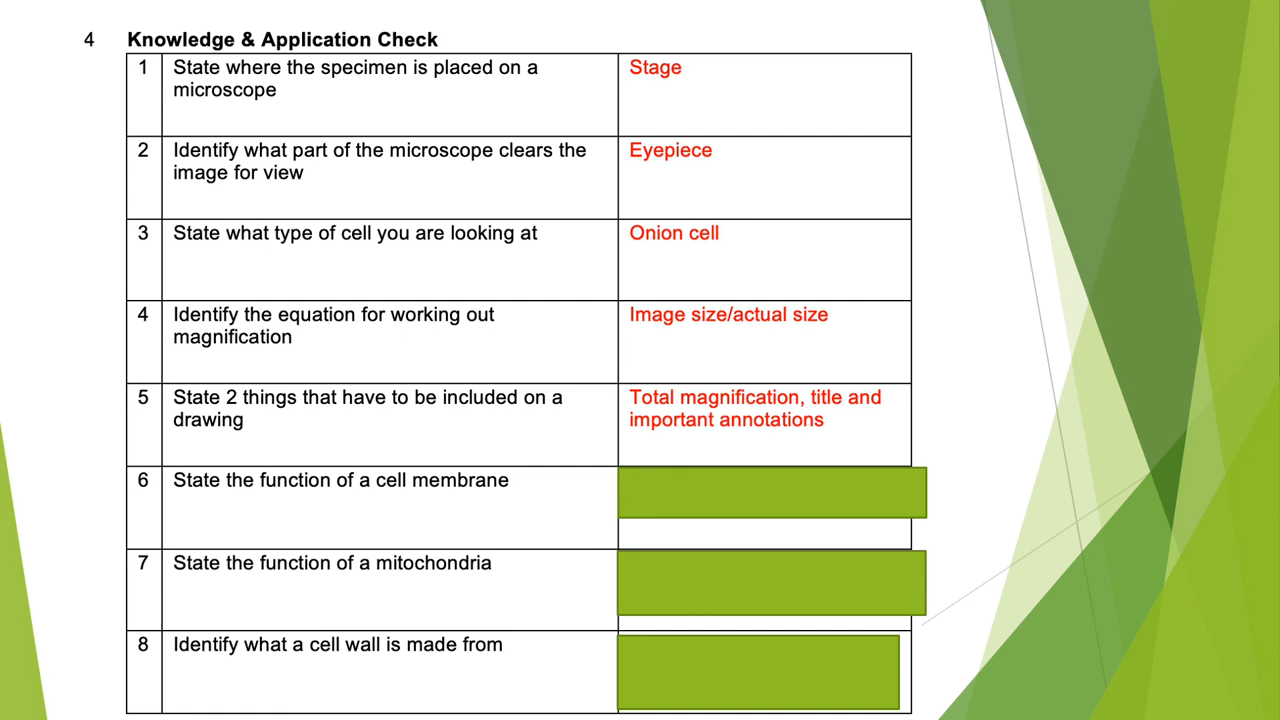 4 Knowledge & Application Check
1 State where the specimen is placed on a Stage
microscope
2 Identify what part of the microscope clears the Eyepiece
image for view
3 State what type of cell you are looking at Onion cell
4 Identify the equation for working out Image size/actual size
magnification
5 State 2 things that have to be included on a Total magnification, title and
drawing important annotations
6 State the function of a cell membrane
7 State the function of a mitochondria
8 Identify what a cell wall is made from